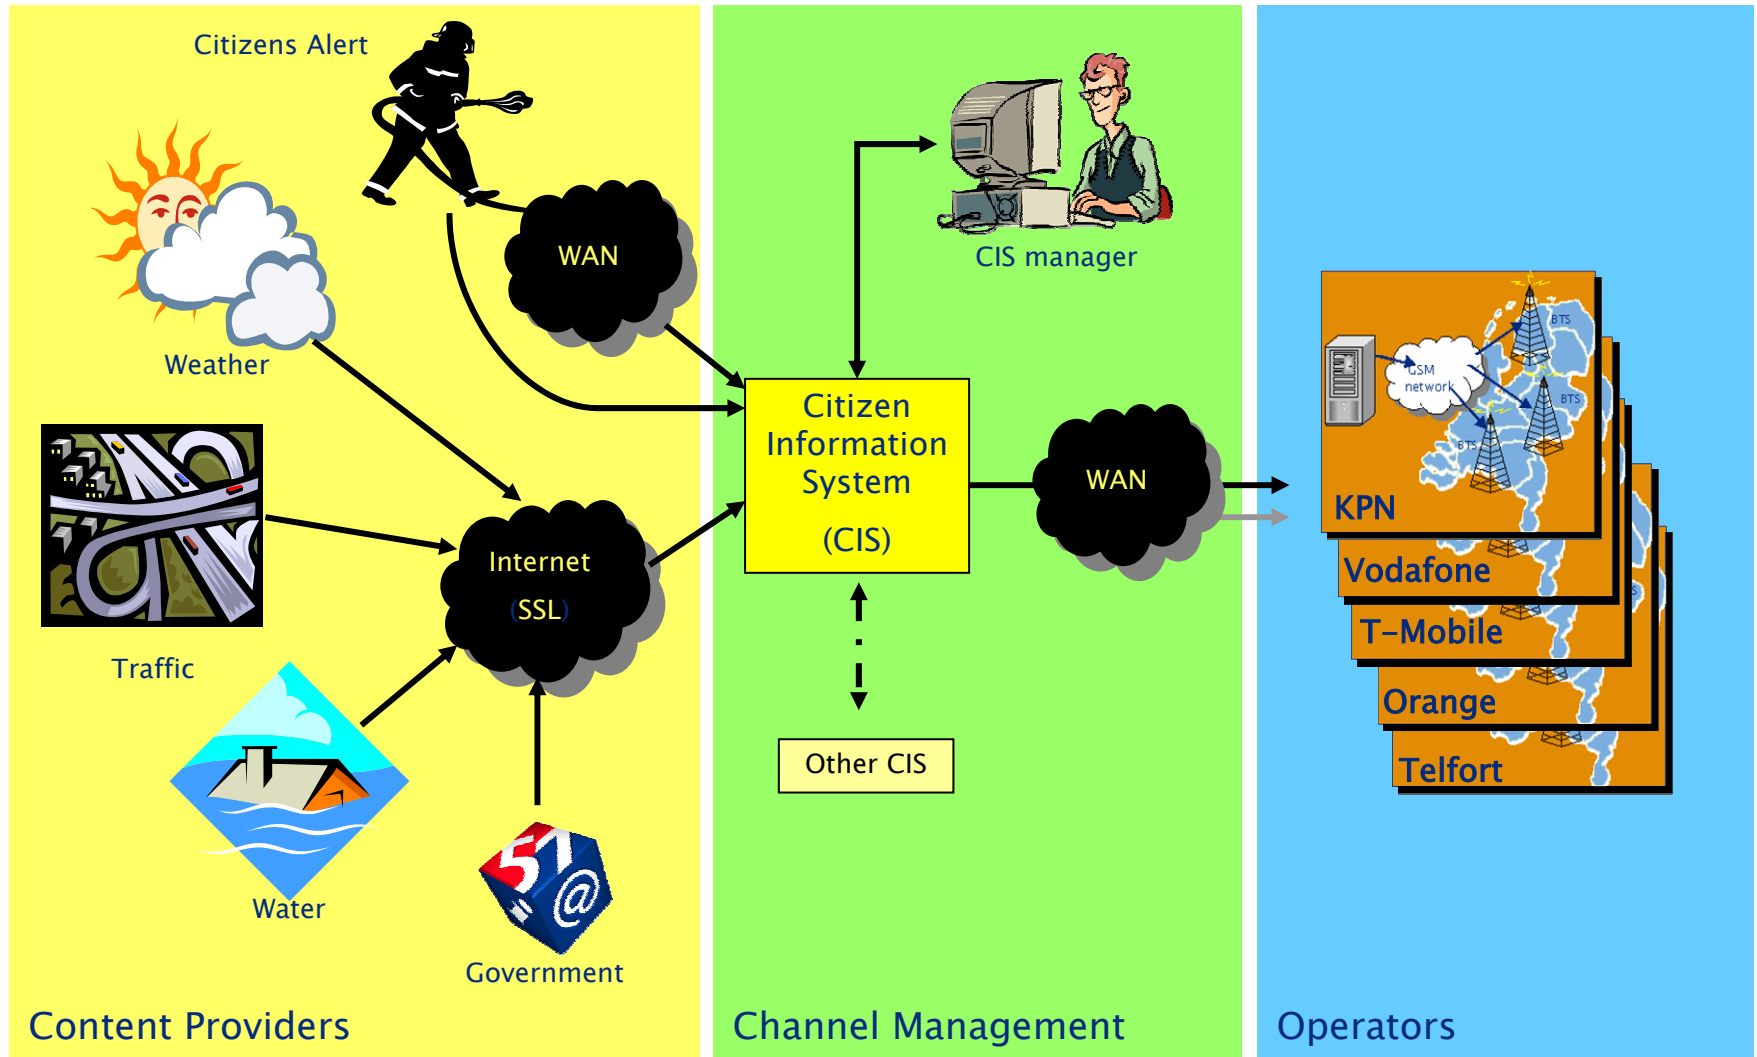 Citizens Alert
WAN
Weather
Internet
(SSL)
Traffic
Water
@
Government
Content Providers
CIS manager
Citizen
Information
System
(CIS)
WAN
Other CIS
Channel Management
BTS
GSM
network
BTS
BTS
KPN
Vodafone
T-Mobile
Orange
Telfort
Operators